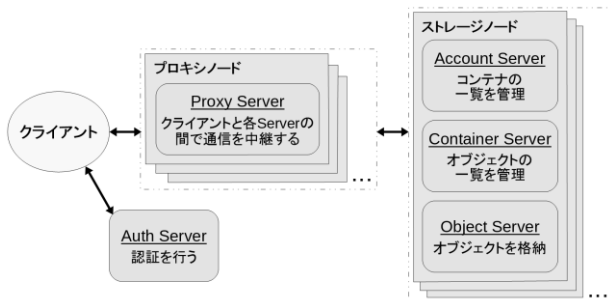 クライアント
プロキシノード
Proxy Server
クライアントと各Serverの
間で通信を中継する
...
Auth Server
認証を行う
ストレージノード
Account Server
コンテナの
一覧を管理
Container Server
オブジェクトの
一覧を管理
Object Server
オブジェクトを格納
...